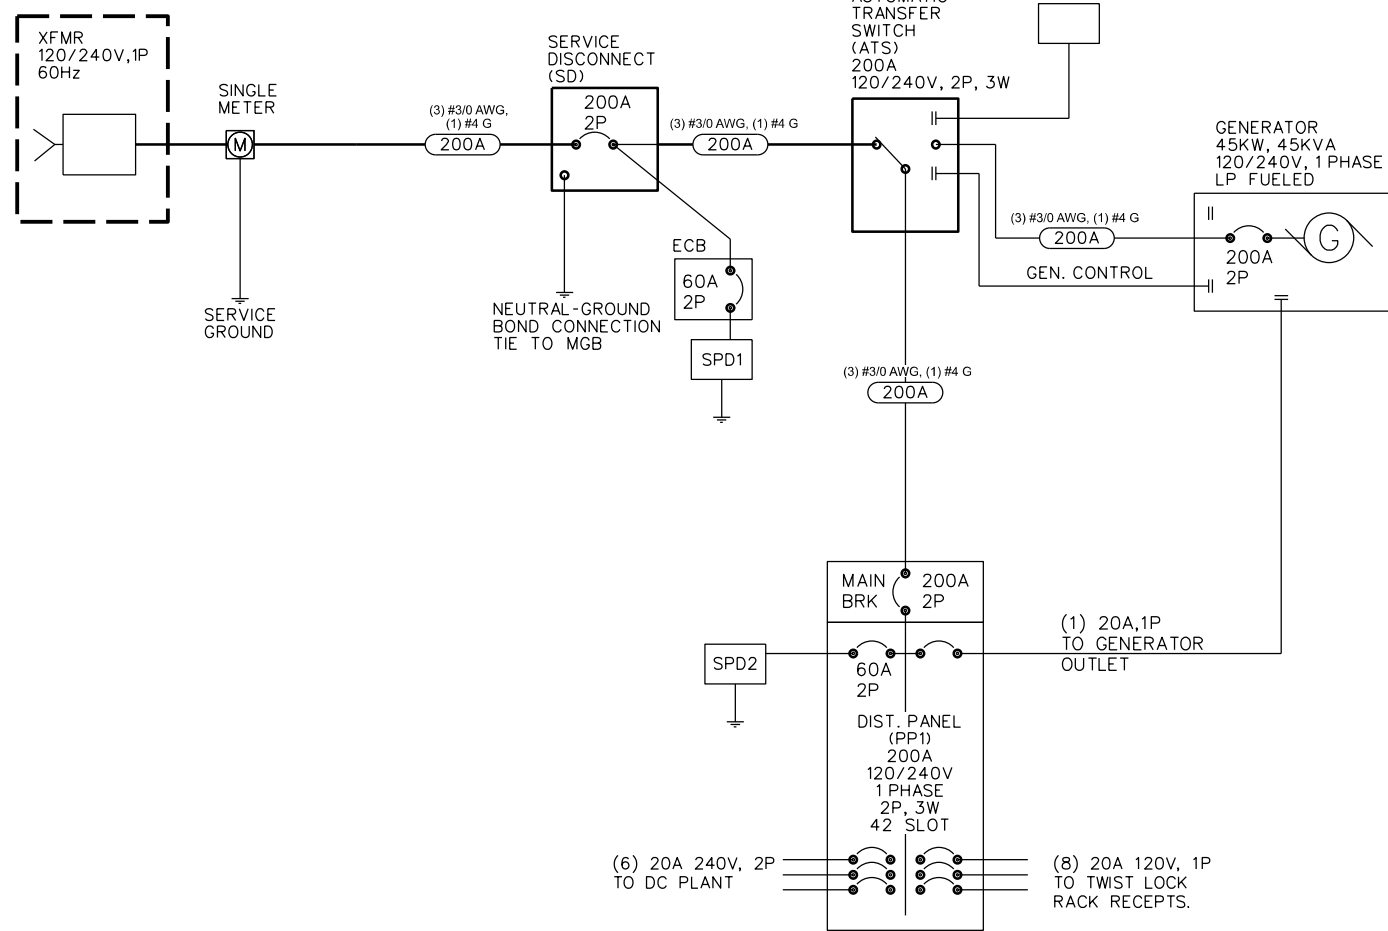 XFMR
120/240V,1P
60Hz
SINGLE
METER
M
SERVICE
GROUND
(3) #3/0 AWG,
(1) #4 G
200A
SERVICE
DISCONNECT
(SD)
200A
2P
NEUTRAL-GROUND
BOND CONNECTION
TIE TO MGB
(3) #3/0 AWG, (1) #4 G
200A
ECB
60A
2P
SPD1
AUTOMATIC
TRANSFER
SWITCH
(ATS)
200A
120/240V, 2P, 3W
(3) #3/0 AWG, (1) #4 G
200A
GEN. CONTROL
GENERATOR
45KW, 45KVA
120/240V, 1 PHASE
LP FUELED
200A
2P
G
(3) #3/0 AWG, (1) #4 G
200A
MAIN
BRK
200A
2P
SPD2
60A
2P
(1) 20A,1P
TO GENERATOR
OUTLET
DIST. PANEL
(PP1)
200A
120/240V
1 PHASE
2P, 3W
42 SLOT
(6) 20A 240V, 2P
TO DC PLANT
(8) 20A 120V, 1P
TO TWIST LOCK
RACK RECEPTS.